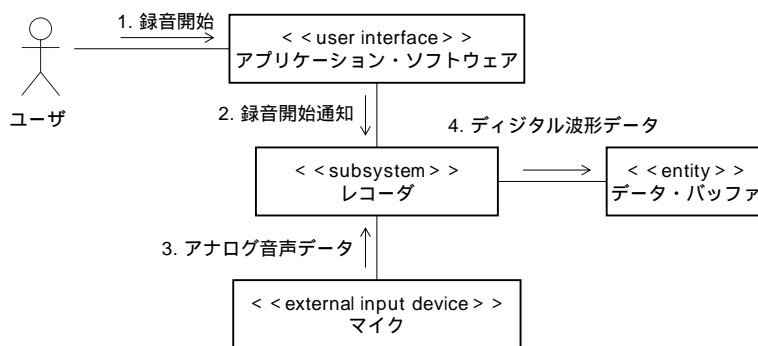 1. 録音開始
< <user interface> >
アプリケーション・ソフトウェア
ユーザ
2. 録音開始通知
4. ディジタル波形データ
< <subsystem> >
レコーダ
< <entity> >
データ・バッファ
3. アナログ音声データ
< <external input device> >
マイク